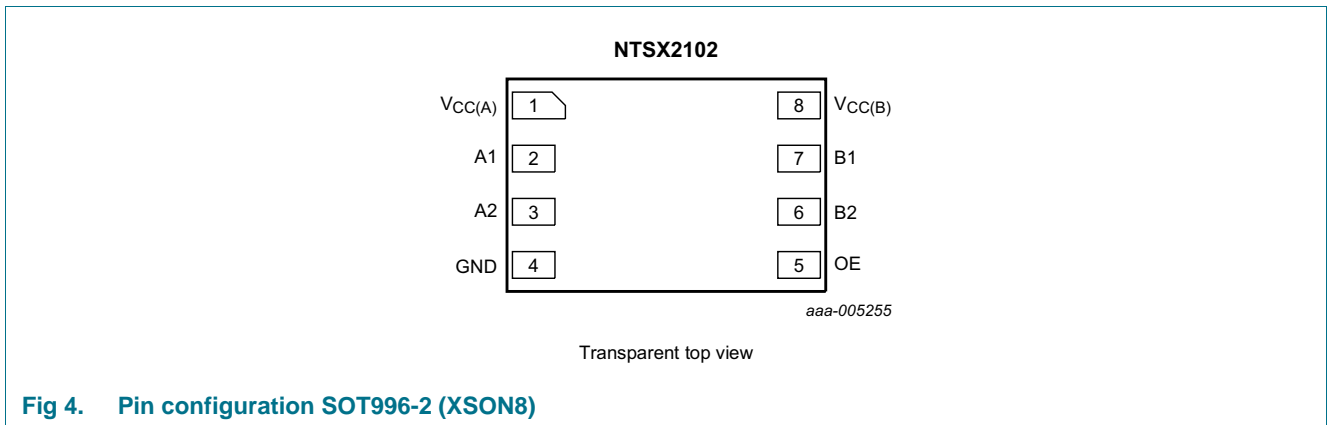 NTSX2102
VCC(A) 1 8 VCC(B)
A1 2 7 B1
A2 3 6 B2
GND 4 5 OE
aaa-005255
Transparent top view
Fig 4. Pin configuration SOT996-2 (XSON8)